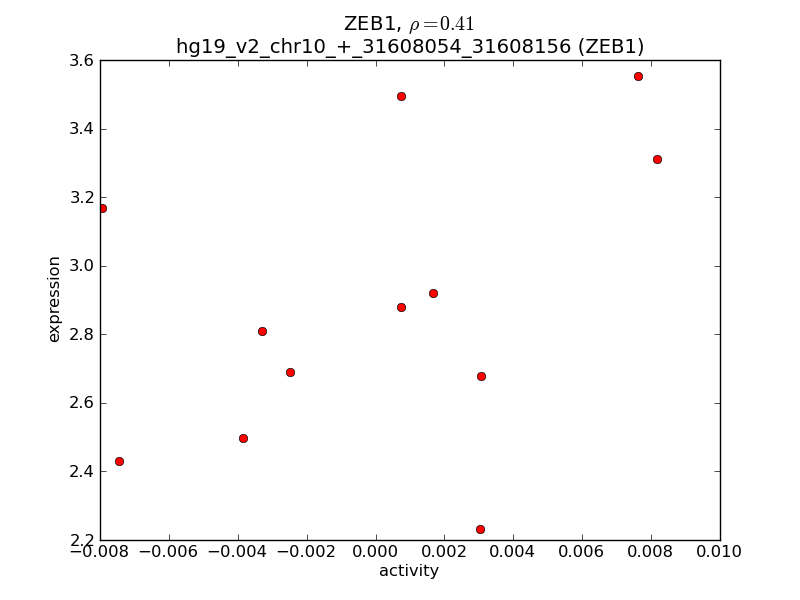 ZEB1, ρ=0.41
hg19_v2_chr10_+_31608054_31608156 (ZEB1)
3.6
3.4
3.2
3.0
2.8
2.6
2.4
2.2
expression
−0.008 −0.006 −0.004 −0.002 0.000 0.002 0.004 0.006 0.008 0.010
activity